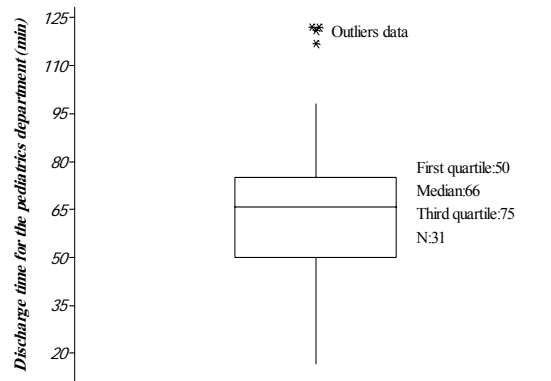 Discharge time for the pediatrics department (min)
125
110
95
80
65
50
35
20
Outliers data
First quartile:50
Median:66
Third quartile:75
N:31